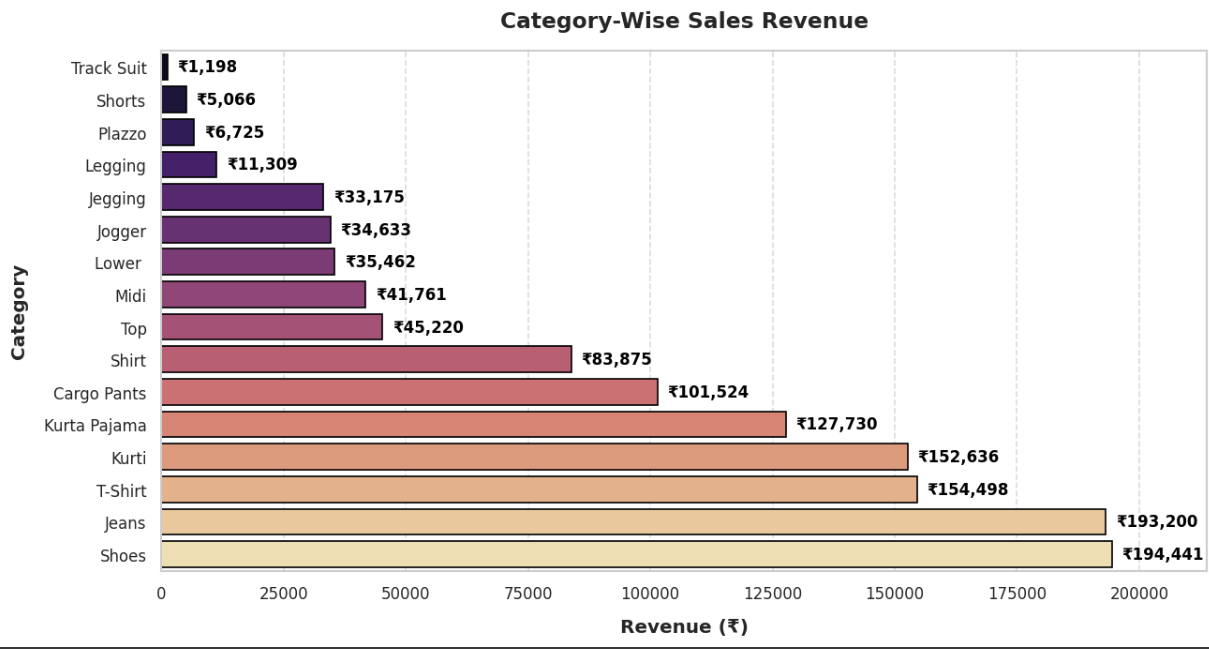 Category-Wise Sales Revenue
Category
Track Suit ₹1,198
Shorts ₹5,066
Plazzo ₹6,725
Legging ₹11,309
Jegging ₹33,175
Jogger ₹34,633
Lower ₹35,462
Midi ₹41,761
Top ₹45,220
Shirt ₹83,875
Cargo Pants ₹101,524
Kurta Pajama ₹127,730
Kurti ₹152,636
T-Shirt ₹154,498
Jeans ₹193,200
Shoes ₹194,441
0 25000 50000 75000 100000 125000 150000 175000 200000
Revenue (₹)